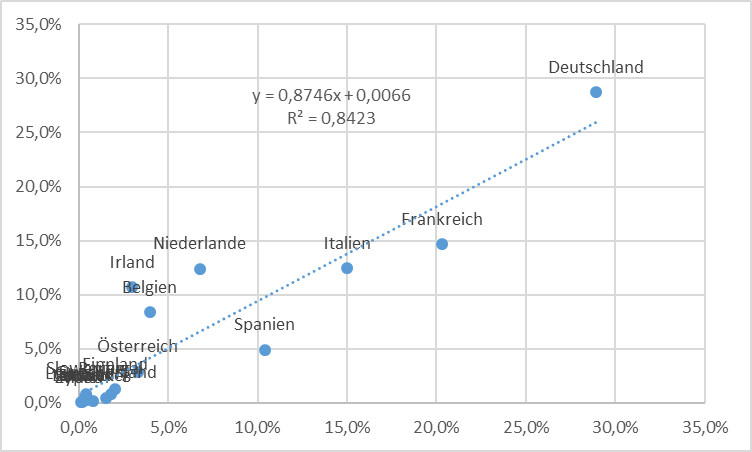 35,0%
30,0%
25,0%
20,0%
15,0%
10,0%
5,0%
0,0%
0,0%
5,0%
10,0%
15,0%
20,0%
25,0%
30,0%
35,0%
y = 0,8746x + 0,0066
R² = 0,8423
Deutschland
Frankreich
Italien
Niederlande
Irland
Belgien
Spanien
Österreich
Finnland